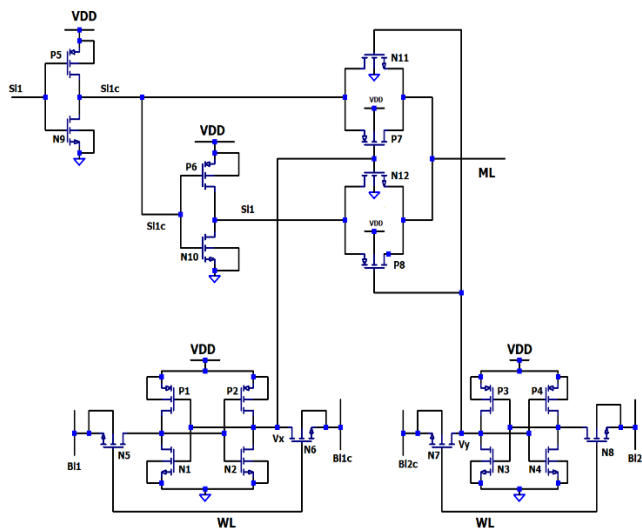 VDD
P5
N11
Sl1
Sl1c
VDD
N9
P7
VDD
P6
N12
ML
Sl1
Sl1c
VDD
N10
P8
VDD
VDD
P1
P2
P3
P4
Vx
Vy
Bl1
N5
N1
N2
N6
Bl1c
Bl2c
N7
N3
N4
N8
Bl2
WL
WL